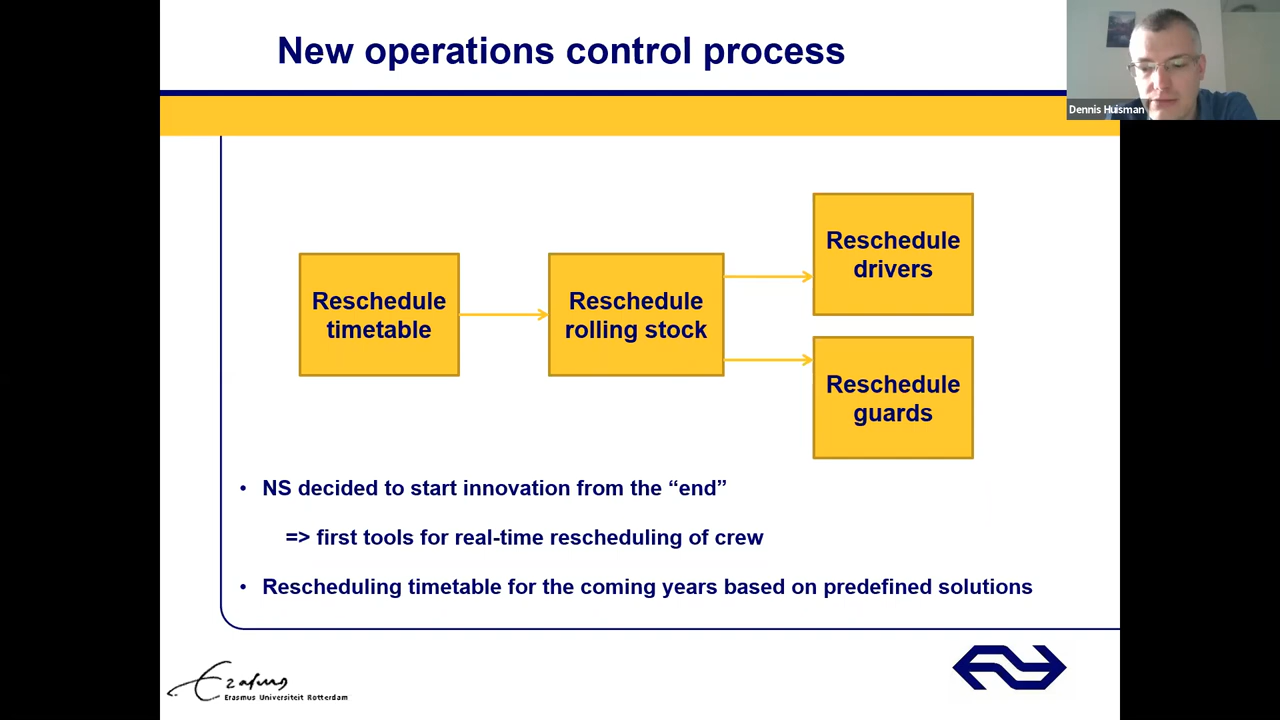 New operations control process
Dennis Huisman
Reschedule
timetable
Reschedule
rolling stock
Reschedule
drivers
Reschedule
guards
• NS decided to start innovation from the “end”
=> first tools for real-time rescheduling of crew
• Rescheduling timetable for the coming years based on predefined solutions
Erasmus
Erasmus Universiteit Rotterdam